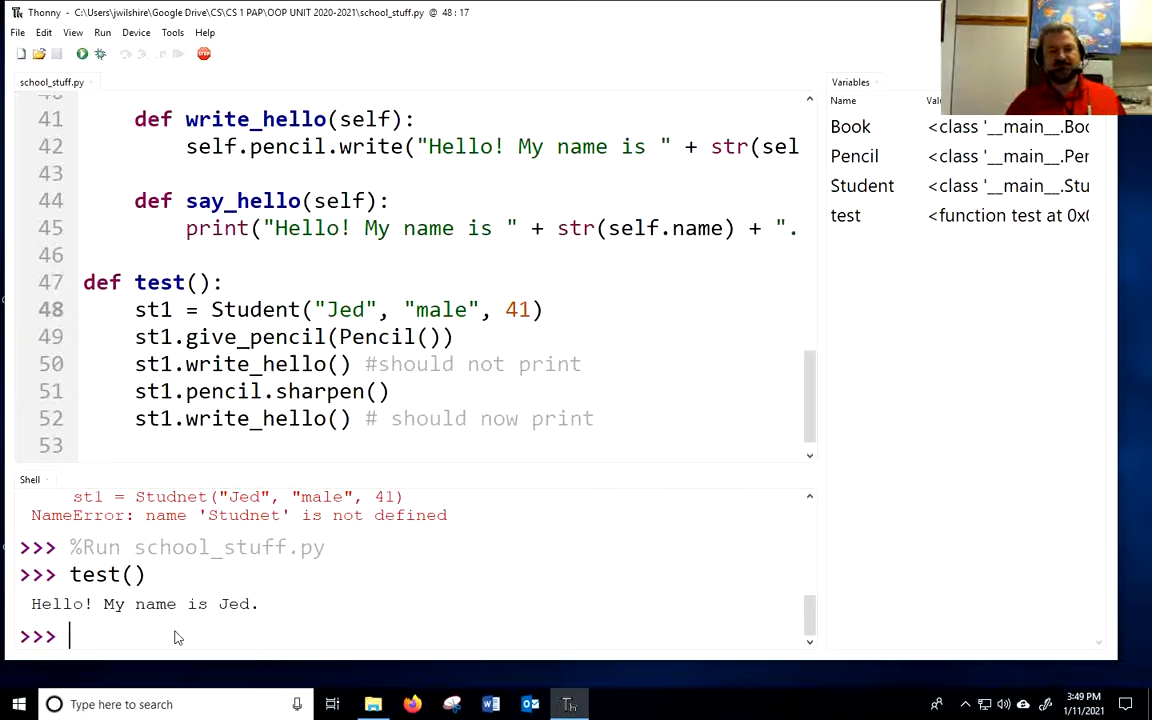 Thonny - C:\Users\jwilshire\Google Drive\CS\CS 1 PAP\OOP UNIT 2020-2021\school_stuff.py @ 48 : 17
File Edit View Run Device Tools Help
school_stuff.py
41 def write_hello(self):
42 self.pencil.write("Hello! My name is " + str(sel
43
44 def say_hello(self):
45 print("Hello! My name is " + str(self.name) + ".
46
47 def test():
48 st1 = Student("Jed", "male", 41)
49 st1.give_pencil(Pencil())
50 st1.write_hello() #should not print
51 st1.pencil.sharpen()
52 st1.write_hello() # should now print
53
Shell
st1 = Studnet("Jed", "male", 41)
NameError: name 'Studnet' is not defined
>>> %Run school_stuff.py
>>> test()
Hello! My name is Jed.
>>>
Variables
Name Valu
Book <class '__main__.Boo
Pencil <class '__main__.Per
Student <class '__main__.Stu
test <function test at 0x0
Type here to search
3:49 PM
1/11/2021